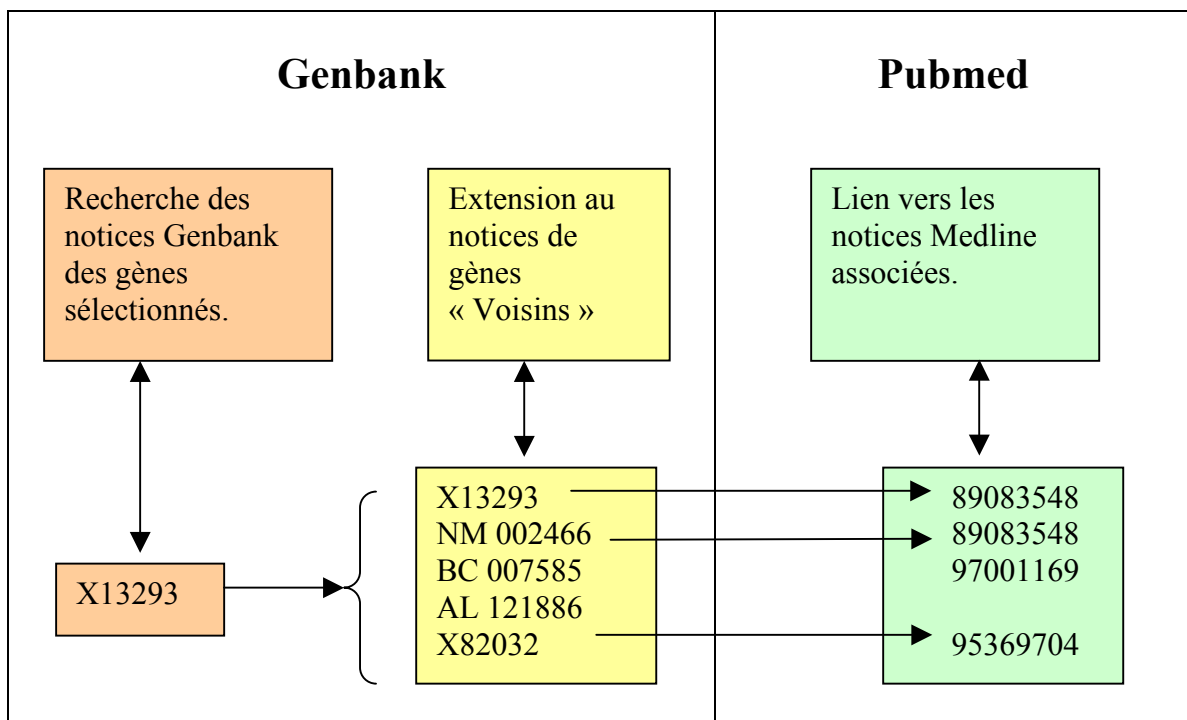 Genbank
Pubmed
Recherche des
notices Genbank
des gènes
sélectionnés.
Extension au
notices de
gènes
« Voisins »
Lien vers les
notices Medline
associées.
X13293
X13293
NM 002466
BC 007585
AL 121886
X82032
89083548
89083548
97001169
95369704